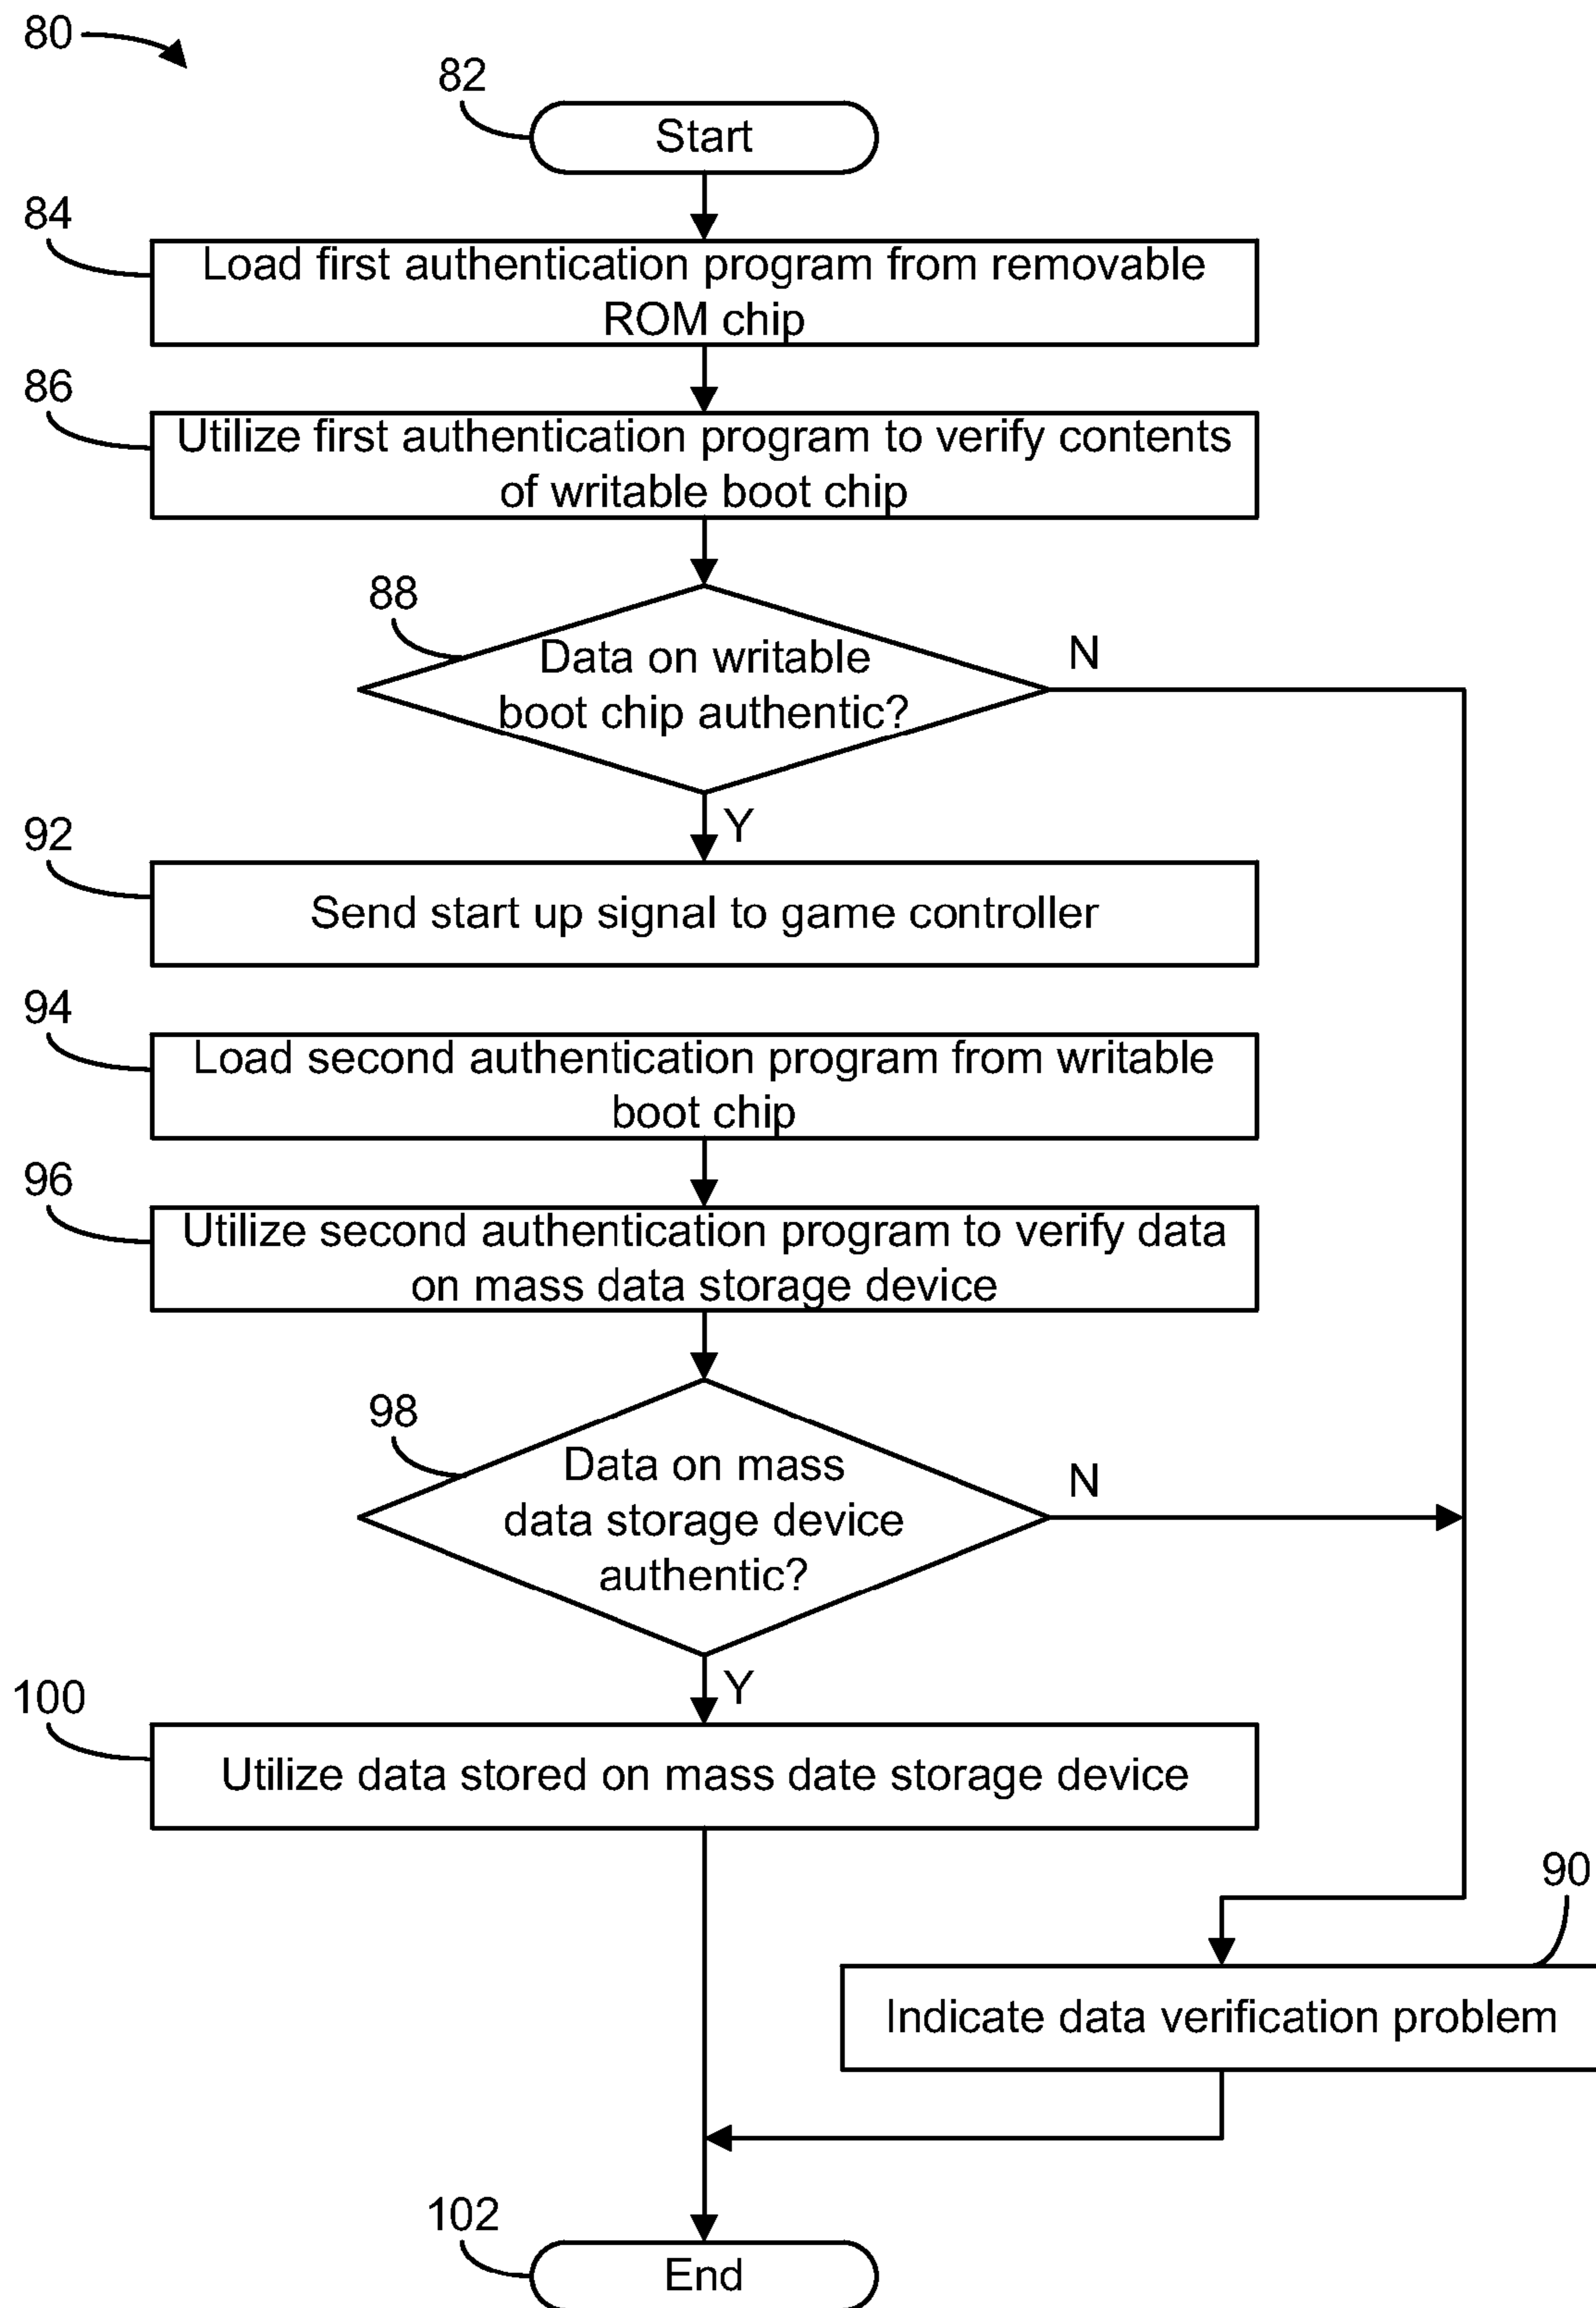 80
82
Start
84
Load first authentication program from removable
ROM chip
86
Utilize first authentication program to verify contents
of writable boot chip
88
Data on writable
boot chip authentic?
N
Y
92
Send start up signal to game controller
94
Load second authentication program from writable
boot chip
96
Utilize second authentication program to verify data
on mass data storage device
98
Data on mass
data storage device
authentic?
N
Y
100
Utilize data stored on mass date storage device
90
Indicate data verification problem
102
End